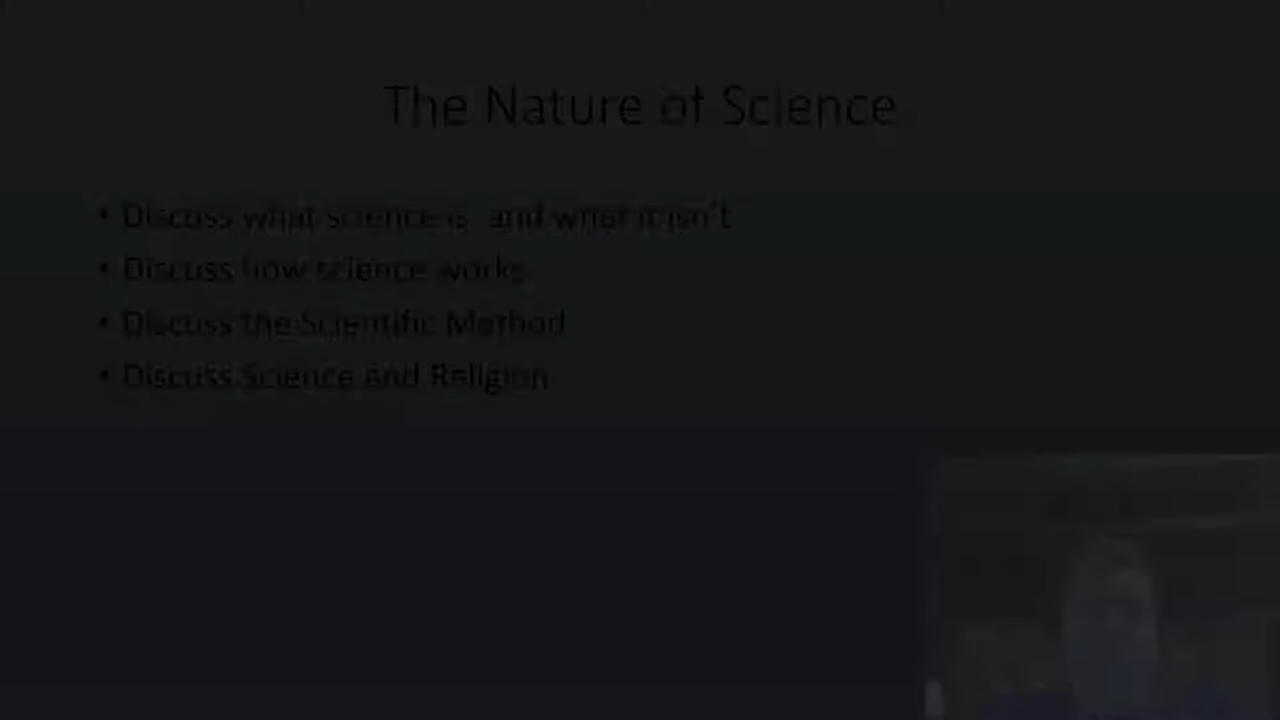 The Nature of Science
• Discuss what science is and what it isn't
• Discuss how science works
• Discuss the Scientific Method
• Discuss Science and Religion